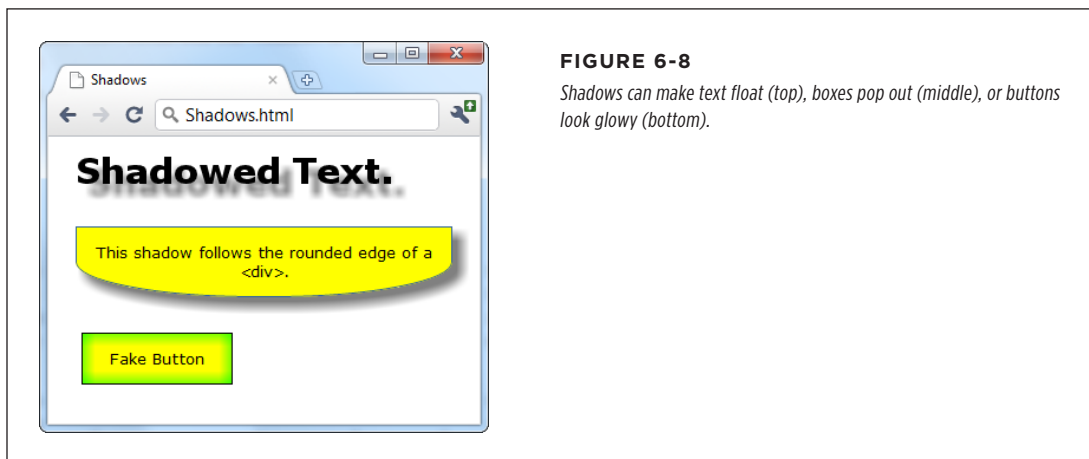 Shadows
Shadows.html
Shadowed Text.
This shadow follows the rounded edge of a
<div>.
Fake Button
FIGURE 6-8
Shadows can make text float (top), boxes pop out (middle), or buttons
look glowy (bottom).